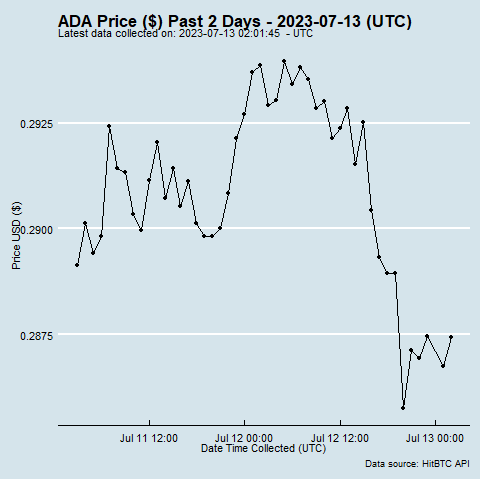 ADA Price ($) Past 2 Days - 2023-07-13 (UTC)
Latest data collected on: 2023-07-13 02:01:45 - UTC
0.2925
0.2900
0.2875
Price USD ($)
Jul 11 12:00
Jul 12 00:00
Jul 12 12:00
Jul 13 00:00
Date Time Collected (UTC)
Data source: HitBTC API